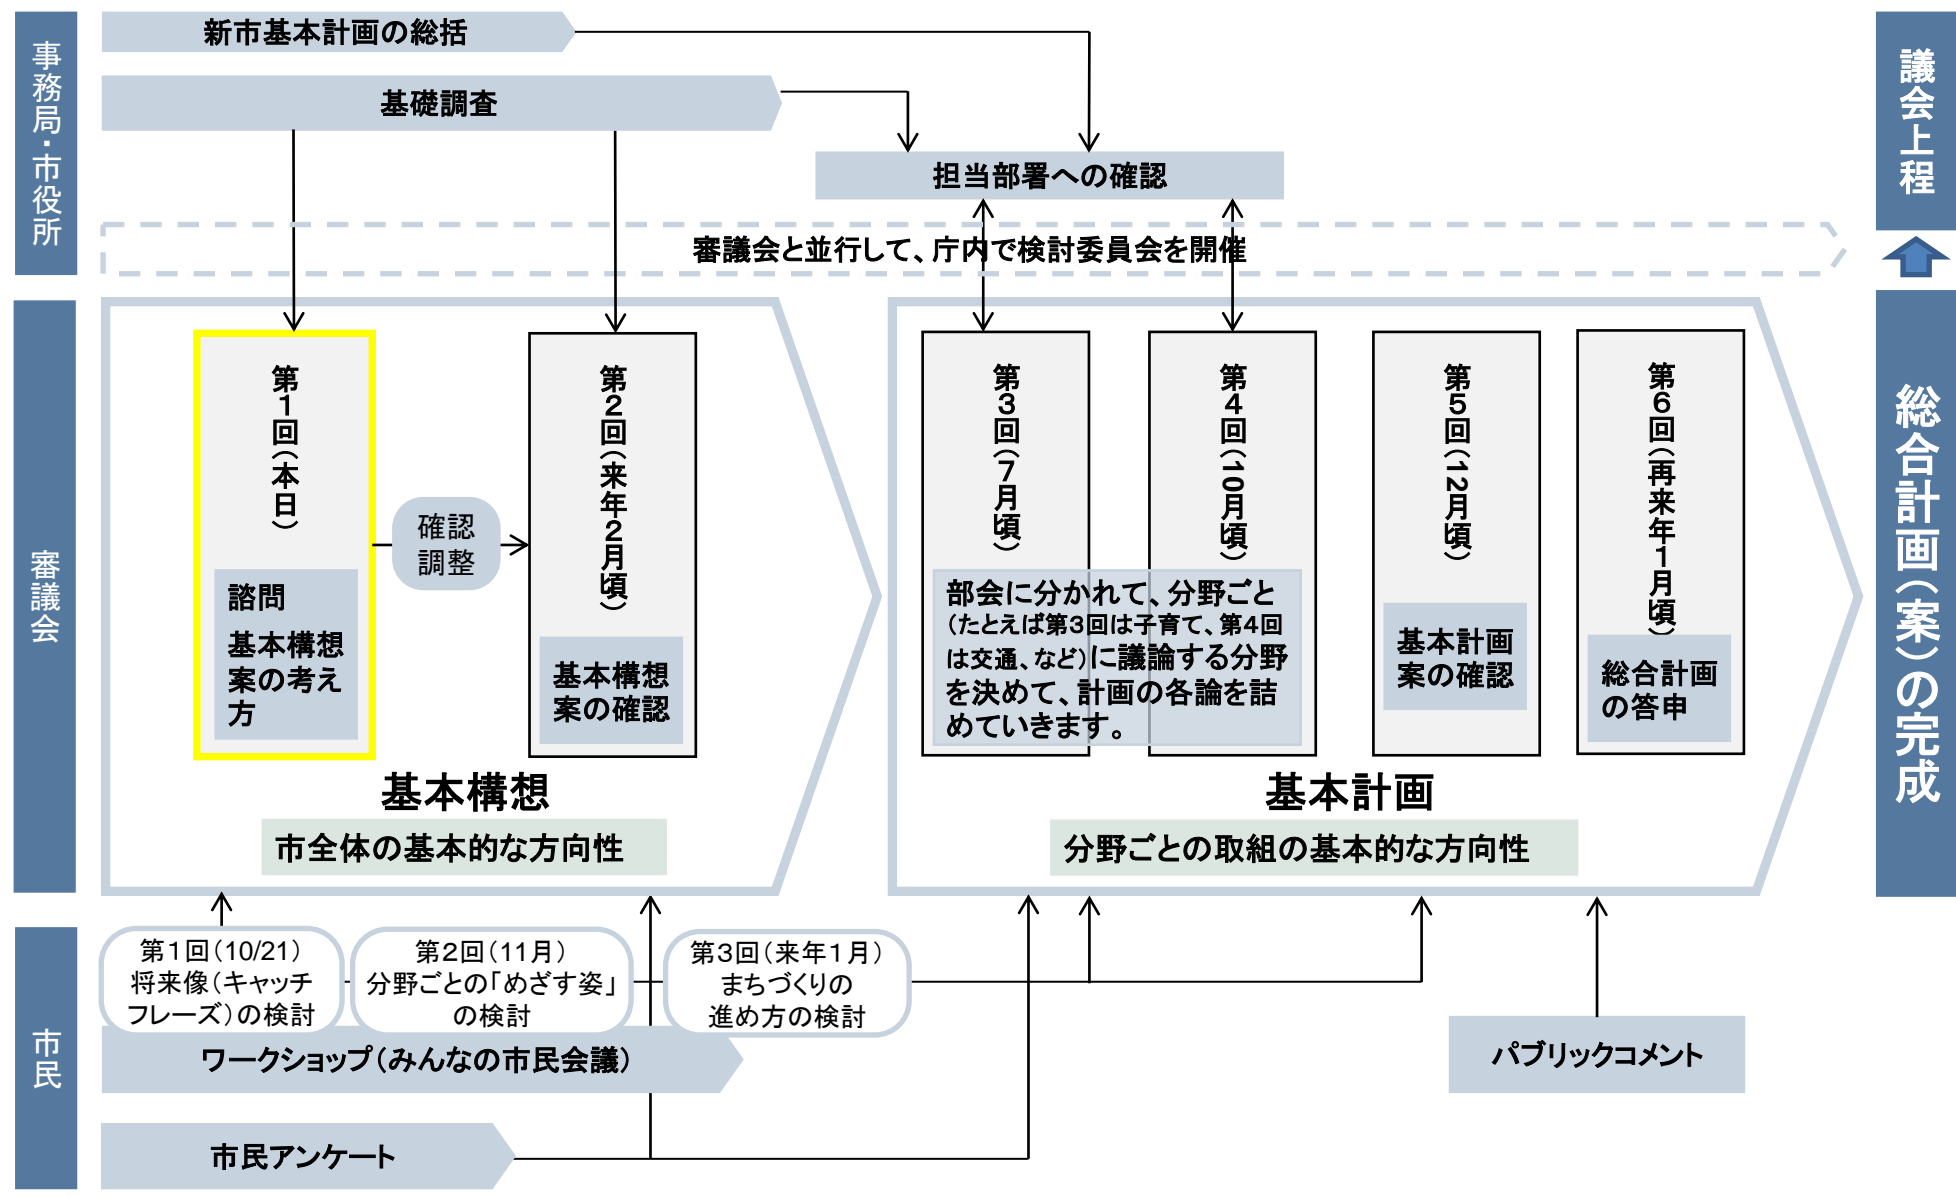 事務局・市役所
新市基本計画の総括
基礎調査
担当部署への確認
審議会と並行して、庁内で検討委員会を開催
議会上程
審議会
第1回(本日)
諮問
基本構想
案の考え
方
確認
調整
第2回(来年2月頃)
基本構想
案の確認
基本構想
市全体の基本的な方向性
第3回(7月頃)
第4回(10月頃)
部会に分かれて、分野ごと
(たとえば第3回は子育て、第4回
は交通、など)に議論する分野
を決めて、計画の各論を詰
めていきます。
第5回(12月頃)
基本計画
案の確認
第6回(再来年1月頃)
総合計画
の答申
基本計画
分野ごとの取組の基本的な方向性
総合計画(案)の完成
市民
第1回(10/21)
将来像(キャッチ
フレーズ)の検討
第2回(11月)
分野ごとの「めざす姿」
の検討
第3回(来年1月)
まちづくりの
進め方の検討
ワークショップ(みんなの市民会議)
パブリックコメント
市民アンケート